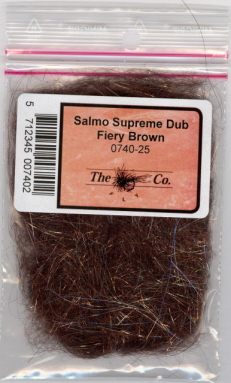 Salmo Supreme Dub
Fiery Brown
0740-25
The Co.
5 712345 007402